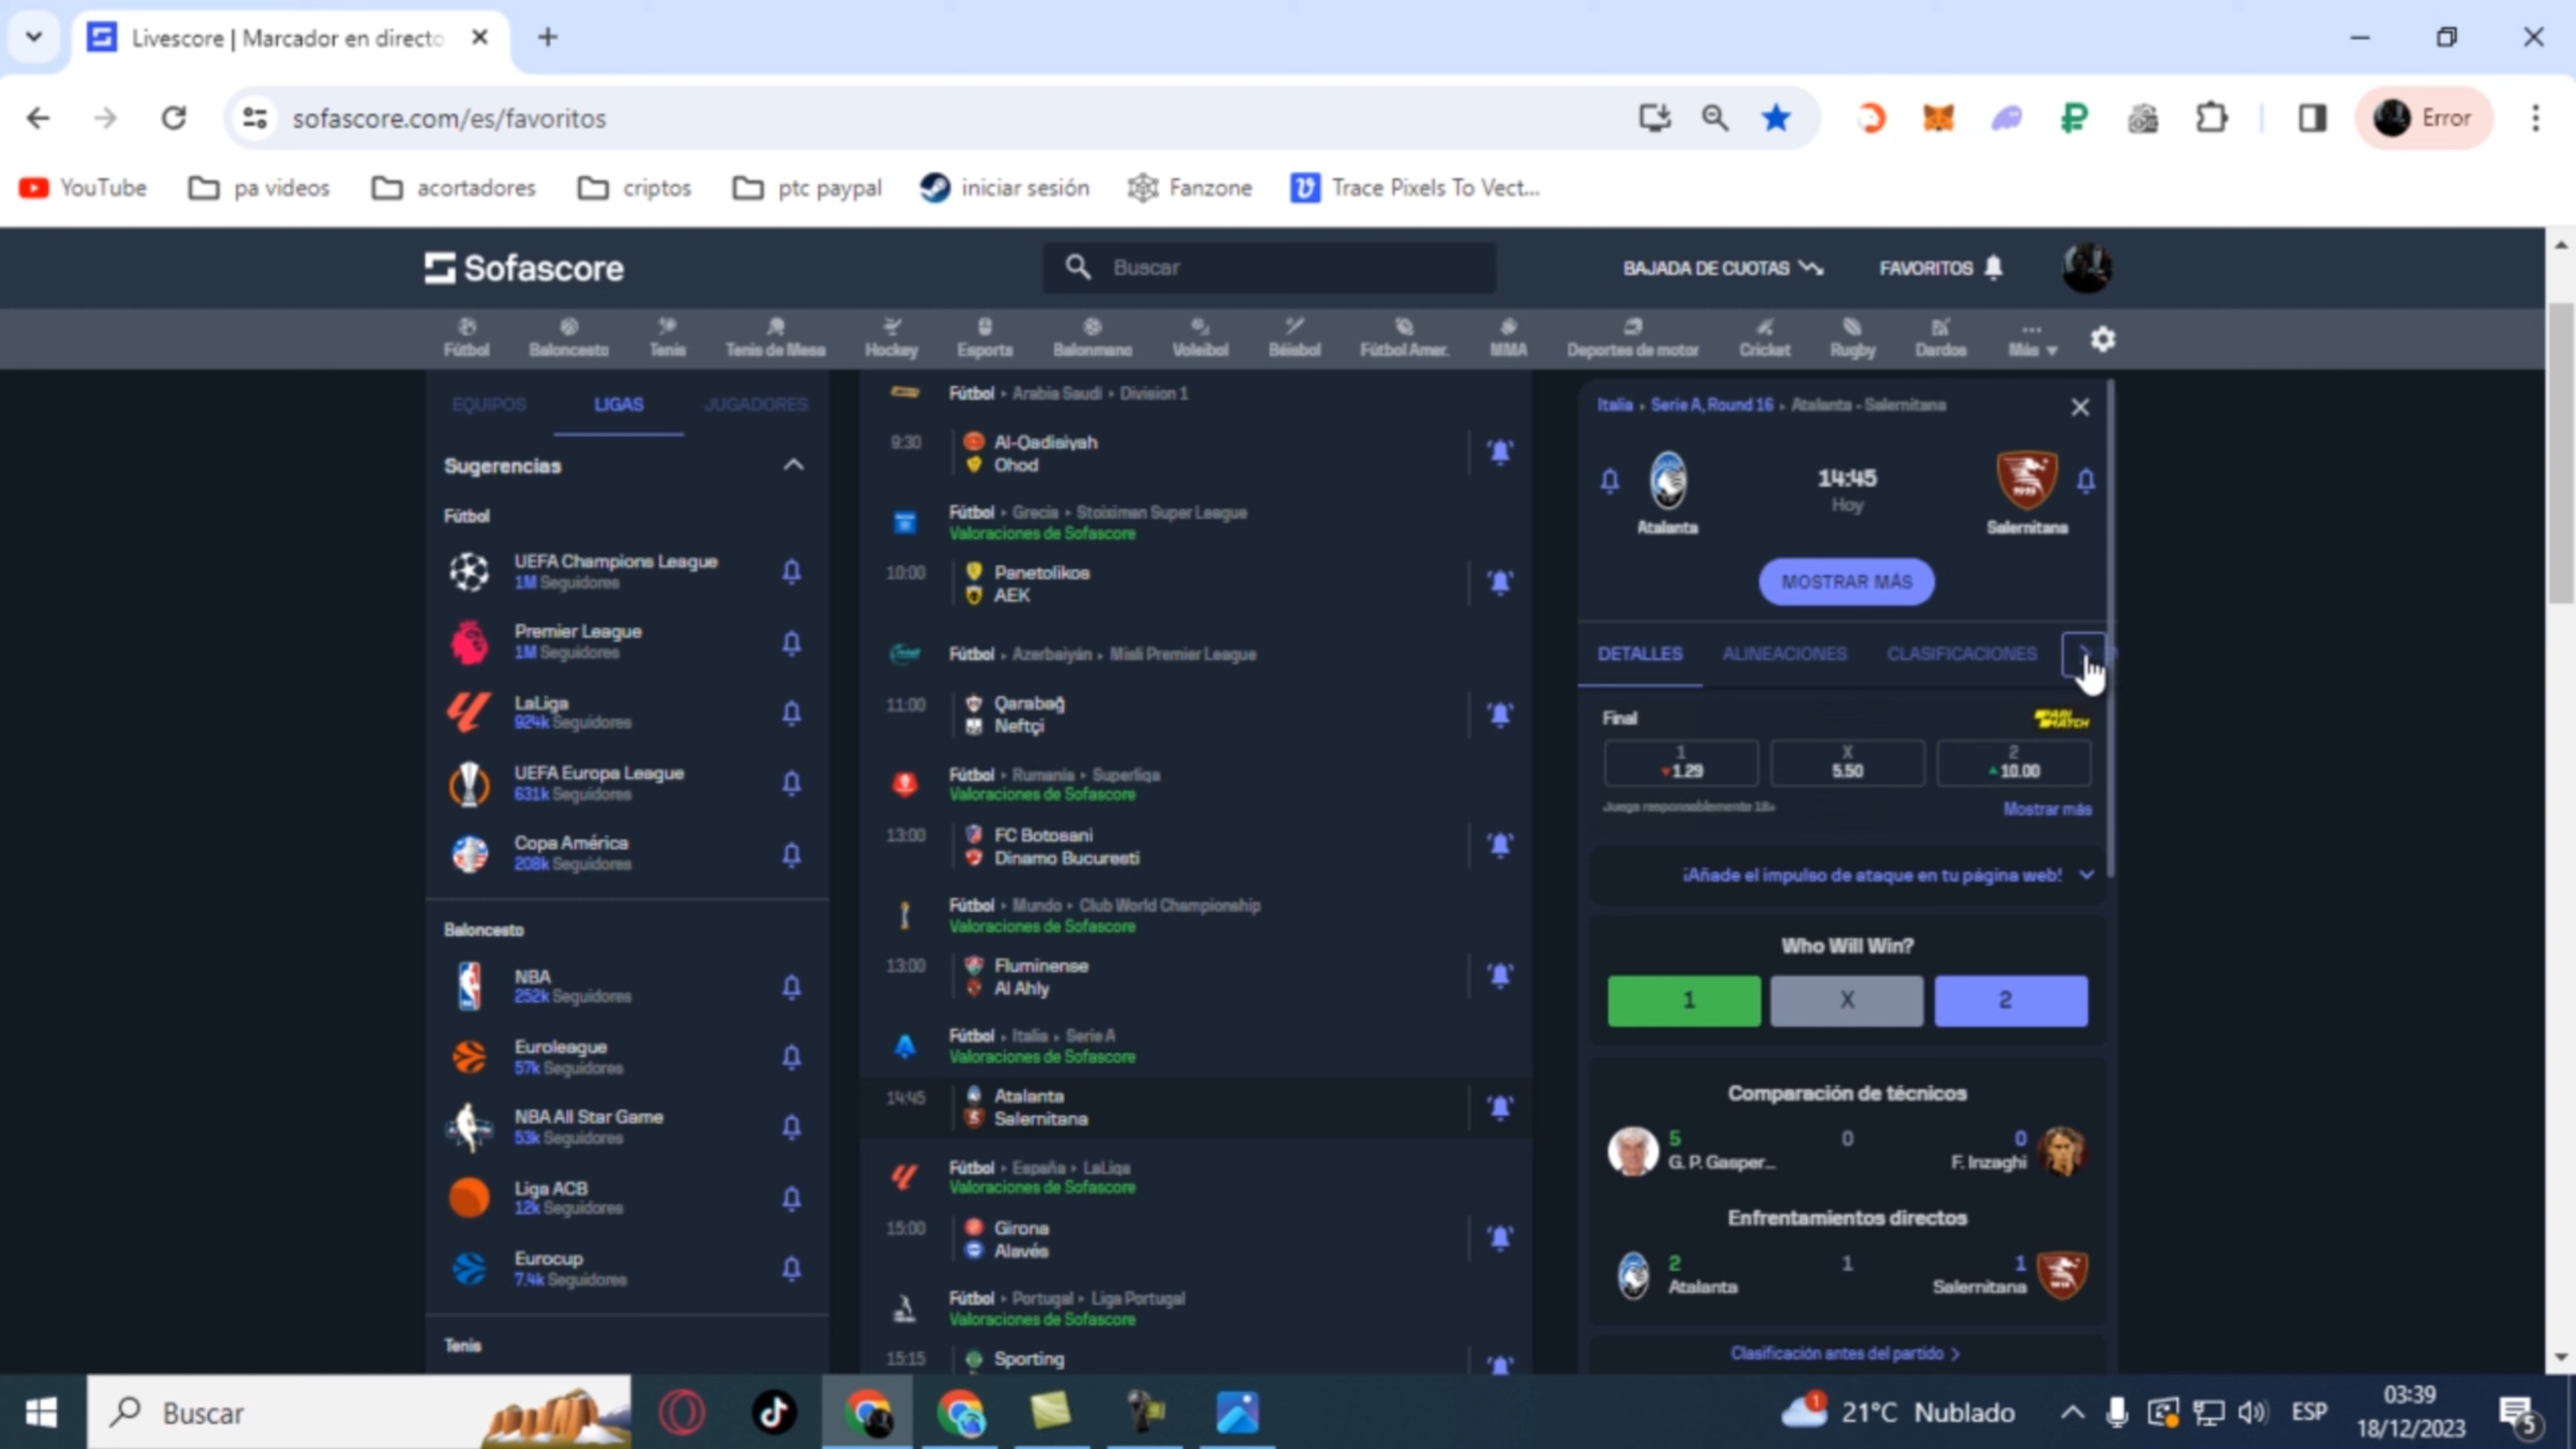 Livescore | Marcador en directo
sofascore.com/es/favoritos
Error
YouTube
pa videos
acortadores
criptos
ptc paypal
iniciar sesión
Fanzone
Trace Pixels To Vect...
Sofascore
Buscar
BAJADA DE CUOTAS
FAVORITOS
Fútbol
Baloncesto
Tenis
Tenis de Mesa
Hockey
Esports
Balonmano
Voleibol
Béisbol
Fútbol Amer.
MMA
Deportes de motor
Cricket
Rugby
Dardos
Más
EQUIPOS
LIGAS
JUGADORES
Sugerencias
Fútbol
UEFA Champions League
1M Seguidores
Premier League
1M Seguidores
LaLiga
924k Seguidores
UEFA Europa League
631k Seguidores
Copa América
208k Seguidores
Baloncesto
NBA
252k Seguidores
Euroleague
57k Seguidores
NBA All Star Game
53k Seguidores
Liga ACB
12k Seguidores
Eurocup
7.4k Seguidores
Tenis
Fútbol Arabia Saudi Division 1
9:30
Al-Qadisiyah
Ohod
Fútbol Grecia Stoiximan Super League
Valoraciones de Sofascore
10:00
Panetolikos
AEK
Fútbol Azerbaiyán Misli Premier League
11:00
Qarabağ
Neftçi
Fútbol Rumania Superliga
Valoraciones de Sofascore
13:00
FC Botosani
Dinamo Bucuresti
Fútbol Mundo Club World Championship
Valoraciones de Sofascore
13:00
Fluminense
Al Ahly
Fútbol Italia Serie A
Valoraciones de Sofascore
14:45
Atalanta
Salernitana
Fútbol España LaLiga
Valoraciones de Sofascore
15:00
Girona
Alavés
Fútbol Portugal Liga Portugal
Valoraciones de Sofascore
15:15
Sporting
Italia Serie A, Round 16 Atalanta - Salernitana
14:45
Hoy
Atalanta
Salernitana
MOSTRAR MÁS
DETALLES
ALINEACIONES
CLASIFICACIONES
Final
PARI MATCH
1
1.29
X
5.50
2
10.00
Juega responsablemente 18+
Mostrar más
¡Añade el impulso de ataque en tu página web!
Who Will Win?
1
X
2
Comparación de técnicos
5
0
0
G. P. Gasper...
F. Inzaghi
Enfrentamientos directos
2
1
1
Atalanta
Salernitana
Clasificación antes del partido
Buscar
1
21°C Nublado
ESP
03:39
18/12/2023
5